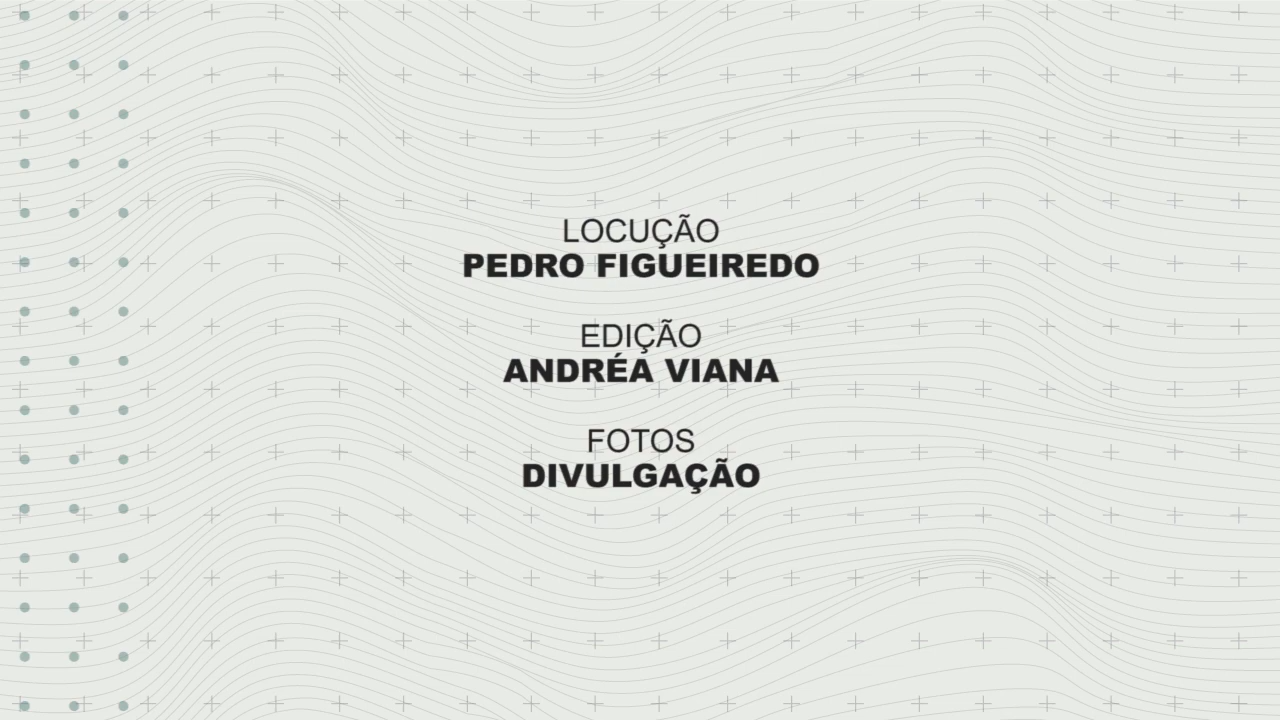 LOCUÇÃO
PEDRO FIGUEIREDO
EDIÇÃO
ANDRÉA VIANA
FOTOS
DIVULGAÇÃO